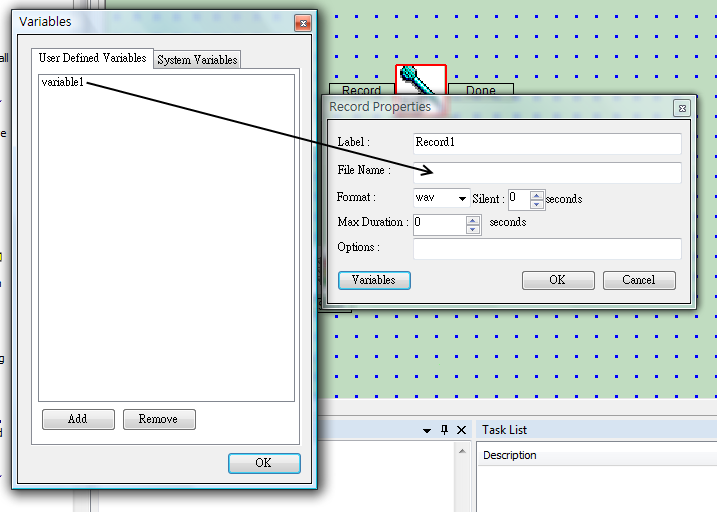 Variables
User Defined Variables
System Variables
variable1
Add
Remove
OK
Record
Done
Record Properties
Label :
Record1
File Name :
Format :
wav
Silent :
0
seconds
Max Duration :
0
seconds
Options :
Variables
OK
Cancel
Task List
Description